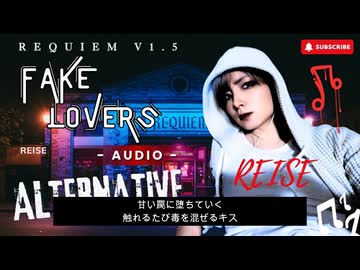 REQUIEM V1.5
SUBSCRIBE
FAKE
LOVERS
REQUIEM
REISE
- AUDIO -
REISE
ALTERNATIVE
甘い罠に堕ちていく
触れるたび毒を混ぜるキス